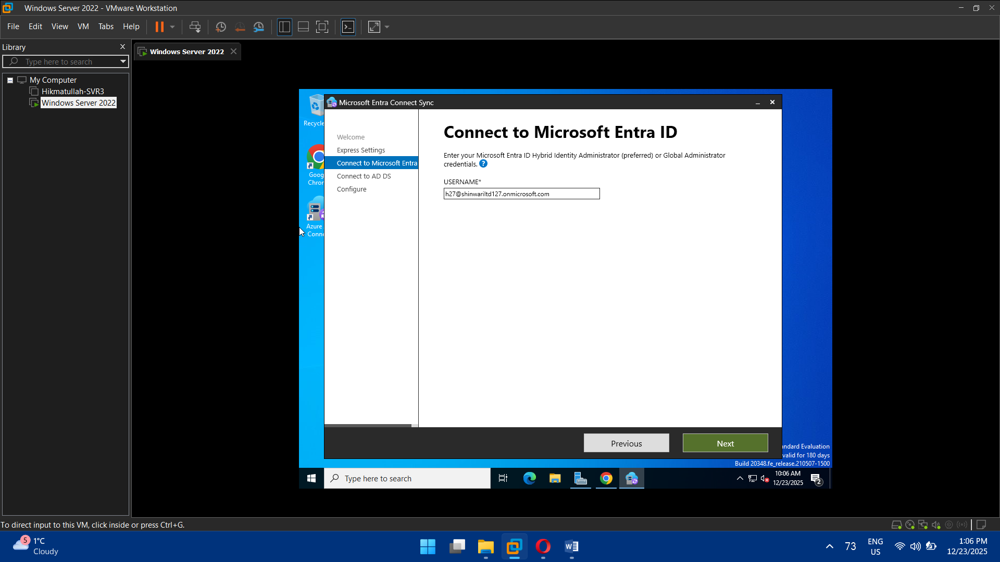 Windows Server 2022 - VMware Workstation
File Edit View VM Tabs Help
Library
Type here to search
My Computer
Hikmatullah-SVR3
Windows Server 2022
Windows Server 2022
Recycle
Goog
Chron
Azure
Conne
Microsoft Entra Connect Sync
Welcome
Express Settings
Connect to Microsoft Entra
Connect to AD DS
Configure
Connect to Microsoft Entra ID
Enter your Microsoft Entra ID Hybrid Identity Administrator (preferred) or Global Administrator
credentials. ?
USERNAME*
h27@shinwariltd127.onmicrosoft.com
Previous Next
ndard Evaluation
valid for 180 days
Build 20348.fe_release.210507-1500
Type here to search
10:06 AM
12/23/2025
2
To direct input to this VM, click inside or press Ctrl+G.
5
1°C
Cloudy
73
ENG
US
1:06 PM
12/23/2025